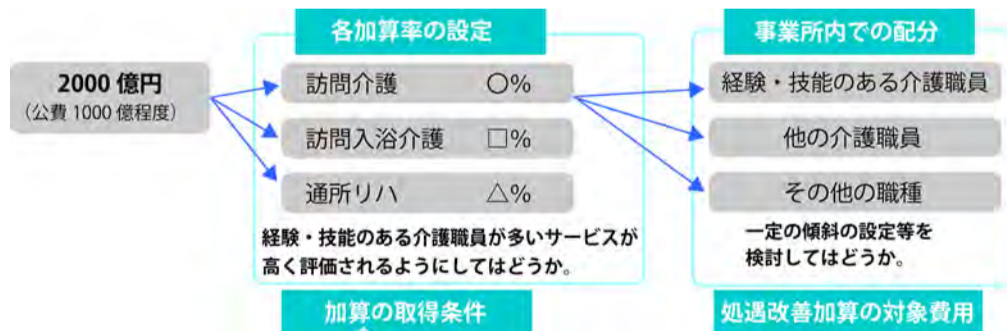 各加算率の設定
事業所内での配分
2000 億円
（公費 1000 億程度）
訪問介護 〇%
訪問入浴介護 □%
通所リハ △%
経験・技能のある介護職員が多いサービスが
高く評価されるようにしてはどうか。
経験・技能のある介護職員
他の介護職員
その他の職種
一定の傾斜の設定等を
検討してはどうか。
加算の取得条件
処遇改善加算の対象費用